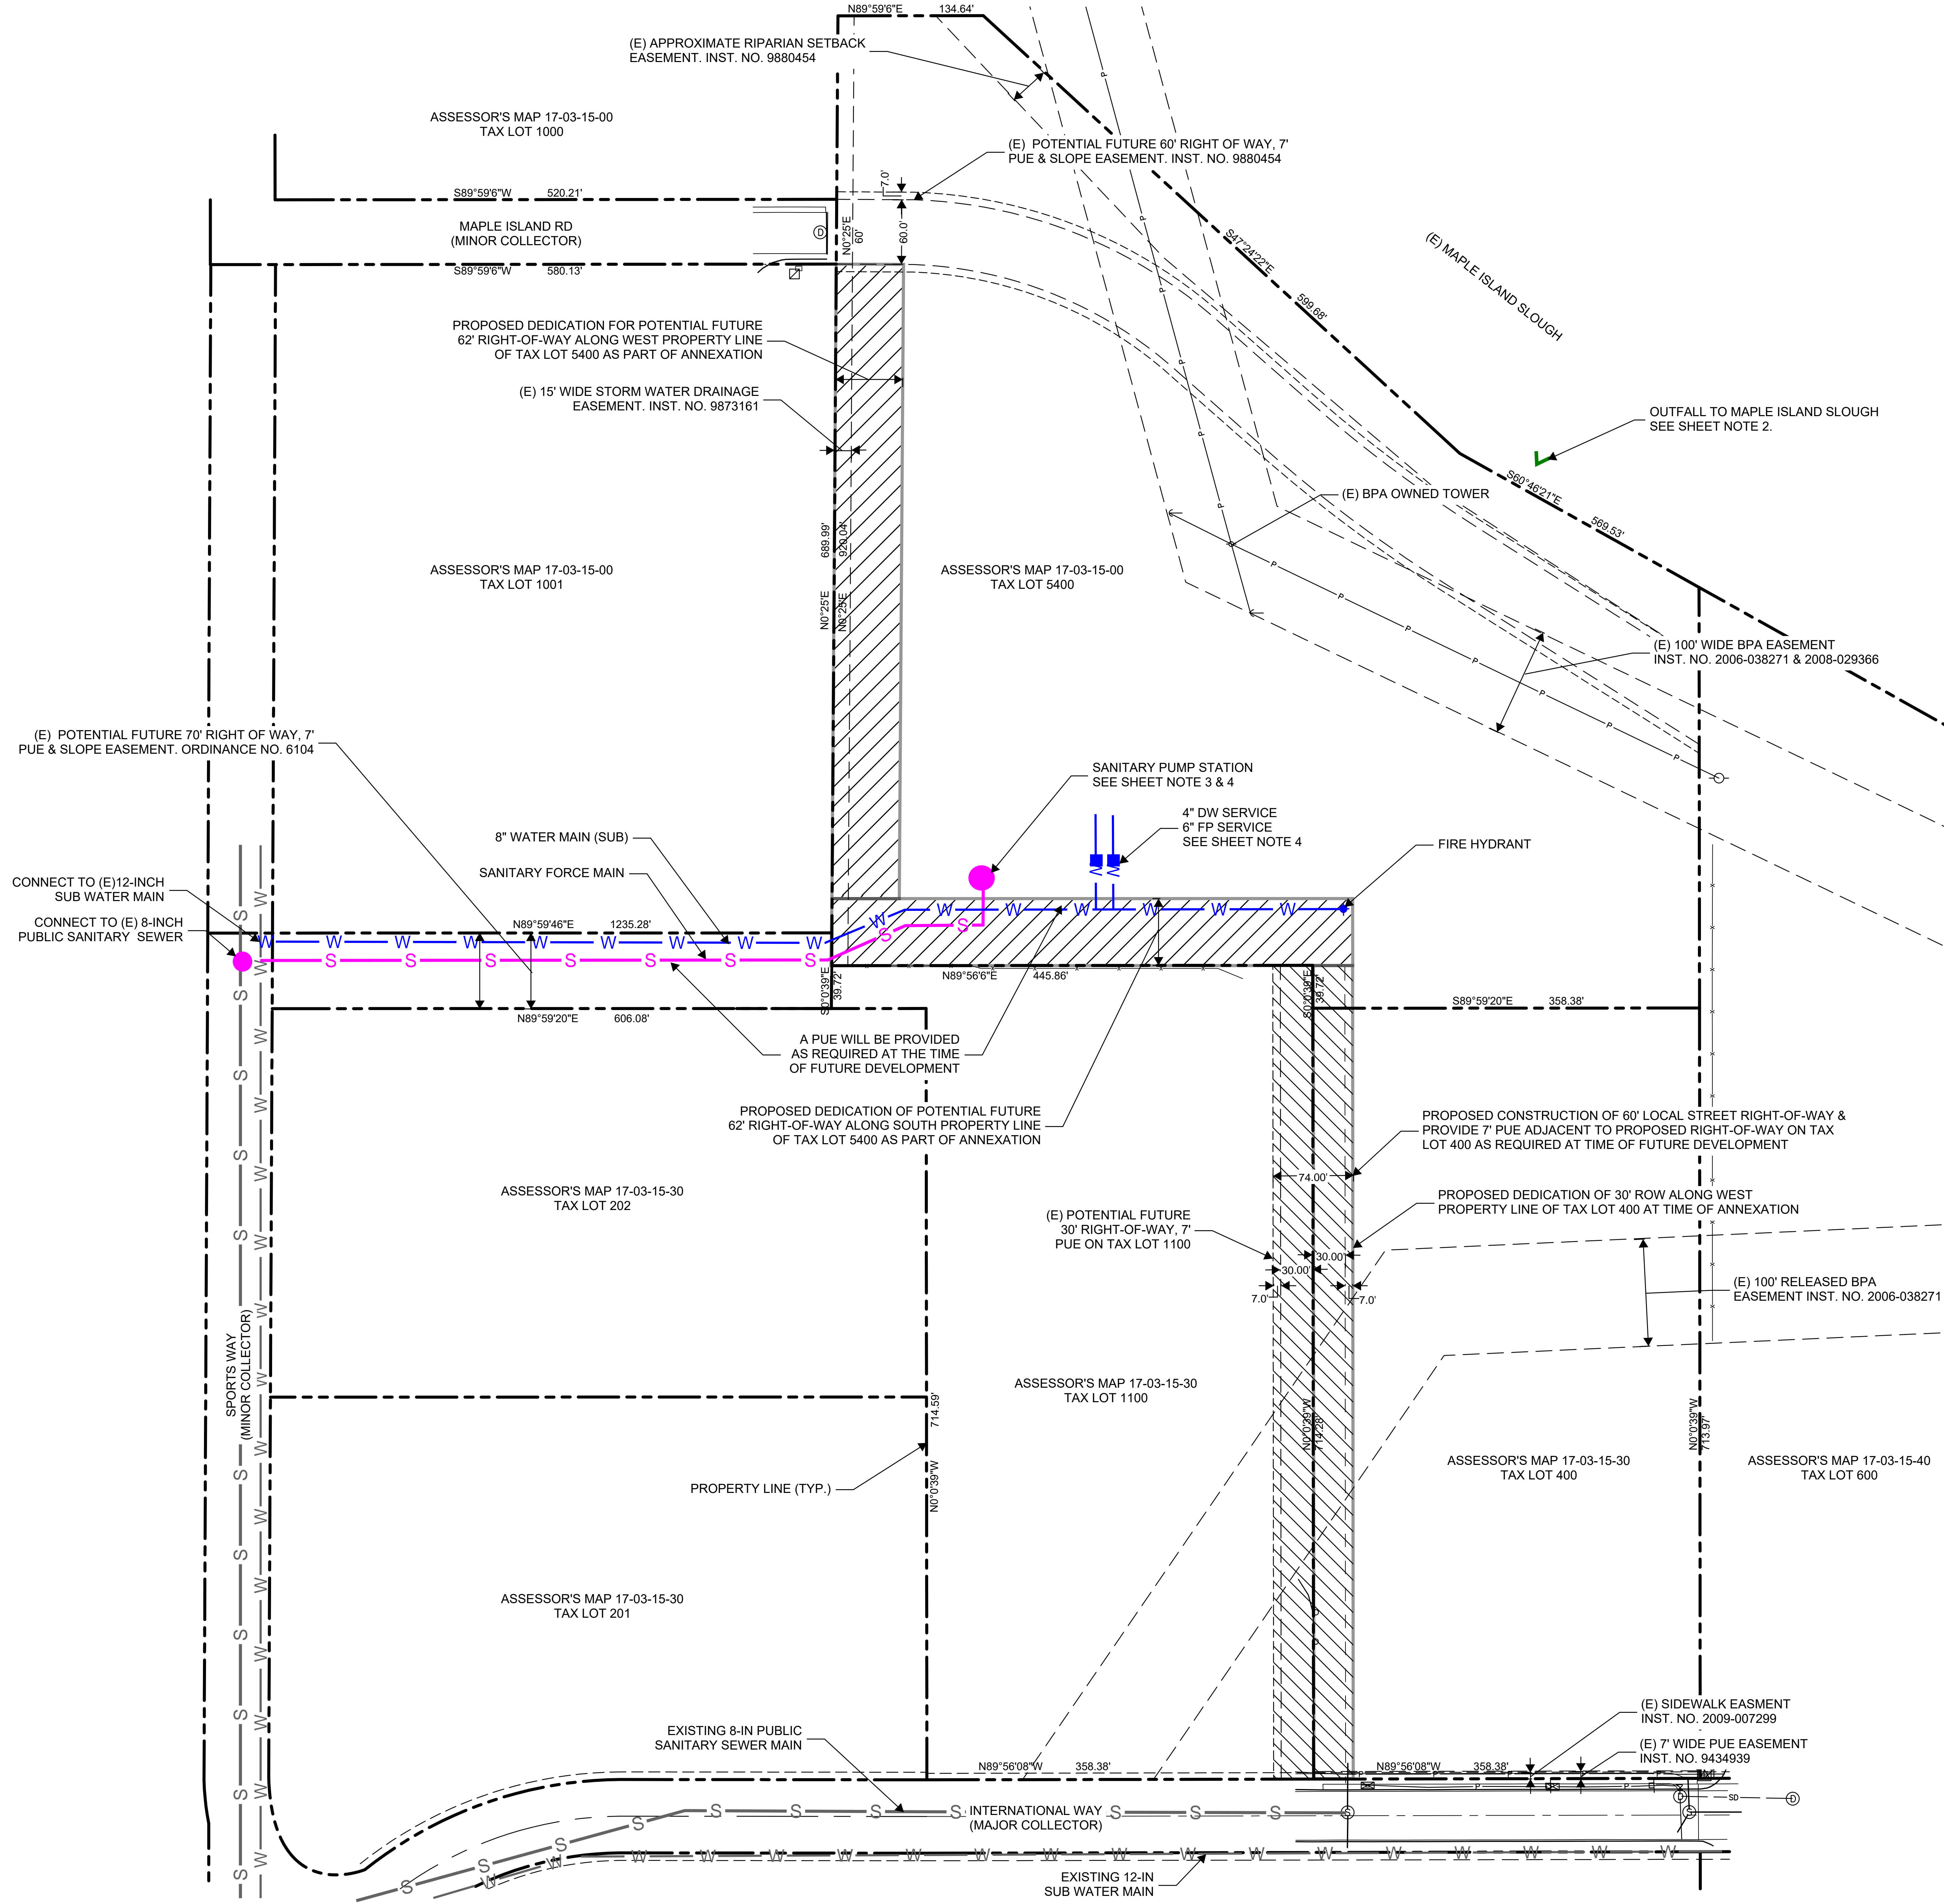 N89°59'6"E 134.64'
(E) APPROXIMATE RIPARIAN SETBACK
EASEMENT. INST. NO. 9880454
P
ASSESSOR'S MAP 17-03-15-00
TAX LOT 1000
(E) POTENTIAL FUTURE 60' RIGHT OF WAY, 7'
PUE & SLOPE EASEMENT. INST. NO. 9880454
7.0'
S89°59'6"W 520.21'
MAPLE ISLAND RD
(MINOR COLLECTOR)
D
N0°25'E
60'
60.0'
S47°24'22"E
599.68'
(E) MAPLE ISLAND SLOUGH
S89°59'6"W 580.13'
PROPOSED DEDICATION FOR POTENTIAL FUTURE
62' RIGHT-OF-WAY ALONG WEST PROPERTY LINE
OF TAX LOT 5400 AS PART OF ANNEXATION
(E) 15' WIDE STORM WATER DRAINAGE
EASEMENT. INST. NO. 9873161
OUTFALL TO MAPLE ISLAND SLOUGH
SEE SHEET NOTE 2.
S60°46'21"E
569.53'
(E) BPA OWNED TOWER
689.99'
920.04'
N0°25'E
N0°25'E
ASSESSOR'S MAP 17-03-15-00
TAX LOT 1001
ASSESSOR'S MAP 17-03-15-00
TAX LOT 5400
(E) 100' WIDE BPA EASEMENT
INST. NO. 2006-038271 & 2008-029366
(E) POTENTIAL FUTURE 70' RIGHT OF WAY, 7'
PUE & SLOPE EASEMENT. ORDINANCE NO. 6104
SANITARY PUMP STATION
SEE SHEET NOTE 3 & 4
4" DW SERVICE
6" FP SERVICE
SEE SHEET NOTE 4
FIRE HYDRANT
8" WATER MAIN (SUB)
SANITARY FORCE MAIN
CONNECT TO (E)12-INCH
SUB WATER MAIN
CONNECT TO (E) 8-INCH
PUBLIC SANITARY SEWER
N89°59'46"E 1235.28'
W W W W W W W W W W W W W W W W
S S S S S S S S S
S0°0'39"E
39.72'
N89°56'6"E 445.86'
S0°0'39"E
39.72'
S89°59'20"E 358.38'
N89°59'20"E 606.08'
A PUE WILL BE PROVIDED
AS REQUIRED AT THE TIME
OF FUTURE DEVELOPMENT
PROPOSED DEDICATION OF POTENTIAL FUTURE
62' RIGHT-OF-WAY ALONG SOUTH PROPERTY LINE
OF TAX LOT 5400 AS PART OF ANNEXATION
PROPOSED CONSTRUCTION OF 60' LOCAL STREET RIGHT-OF-WAY &
PROVIDE 7' PUE ADJACENT TO PROPOSED RIGHT-OF-WAY ON TAX
LOT 400 AS REQUIRED AT TIME OF FUTURE DEVELOPMENT
74.00'
ASSESSOR'S MAP 17-03-15-30
TAX LOT 202
PROPOSED DEDICATION OF 30' ROW ALONG WEST
PROPERTY LINE OF TAX LOT 400 AT TIME OF ANNEXATION
(E) POTENTIAL FUTURE
30' RIGHT-OF-WAY, 7'
PUE ON TAX LOT 1100
30.00'
30.00'
7.0'
7.0'
(E) 100' RELEASED BPA
EASEMENT INST. NO. 2006-038271
SPORTS WAY
(MINOR COLLECTOR)
ASSESSOR'S MAP 17-03-15-30
TAX LOT 1100
714.59'
N0°0'39"W
N0°0'39"W
714.28'
N0°0'39"W
713.97'
ASSESSOR'S MAP 17-03-15-30
TAX LOT 400
ASSESSOR'S MAP 17-03-15-40
TAX LOT 600
PROPERTY LINE (TYP.)
ASSESSOR'S MAP 17-03-15-30
TAX LOT 201
(E) SIDEWALK EASMENT
INST. NO. 2009-007299
(E) 7' WIDE PUE EASEMENT
INST. NO. 9434939
EXISTING 8-IN PUBLIC
SANITARY SEWER MAIN
N89°56'08"W 358.38'
N89°56'08"W 358.38'
INTERNATIONAL WAY
(MAJOR COLLECTOR)
D SD D
EXISTING 12-IN
SUB WATER MAIN